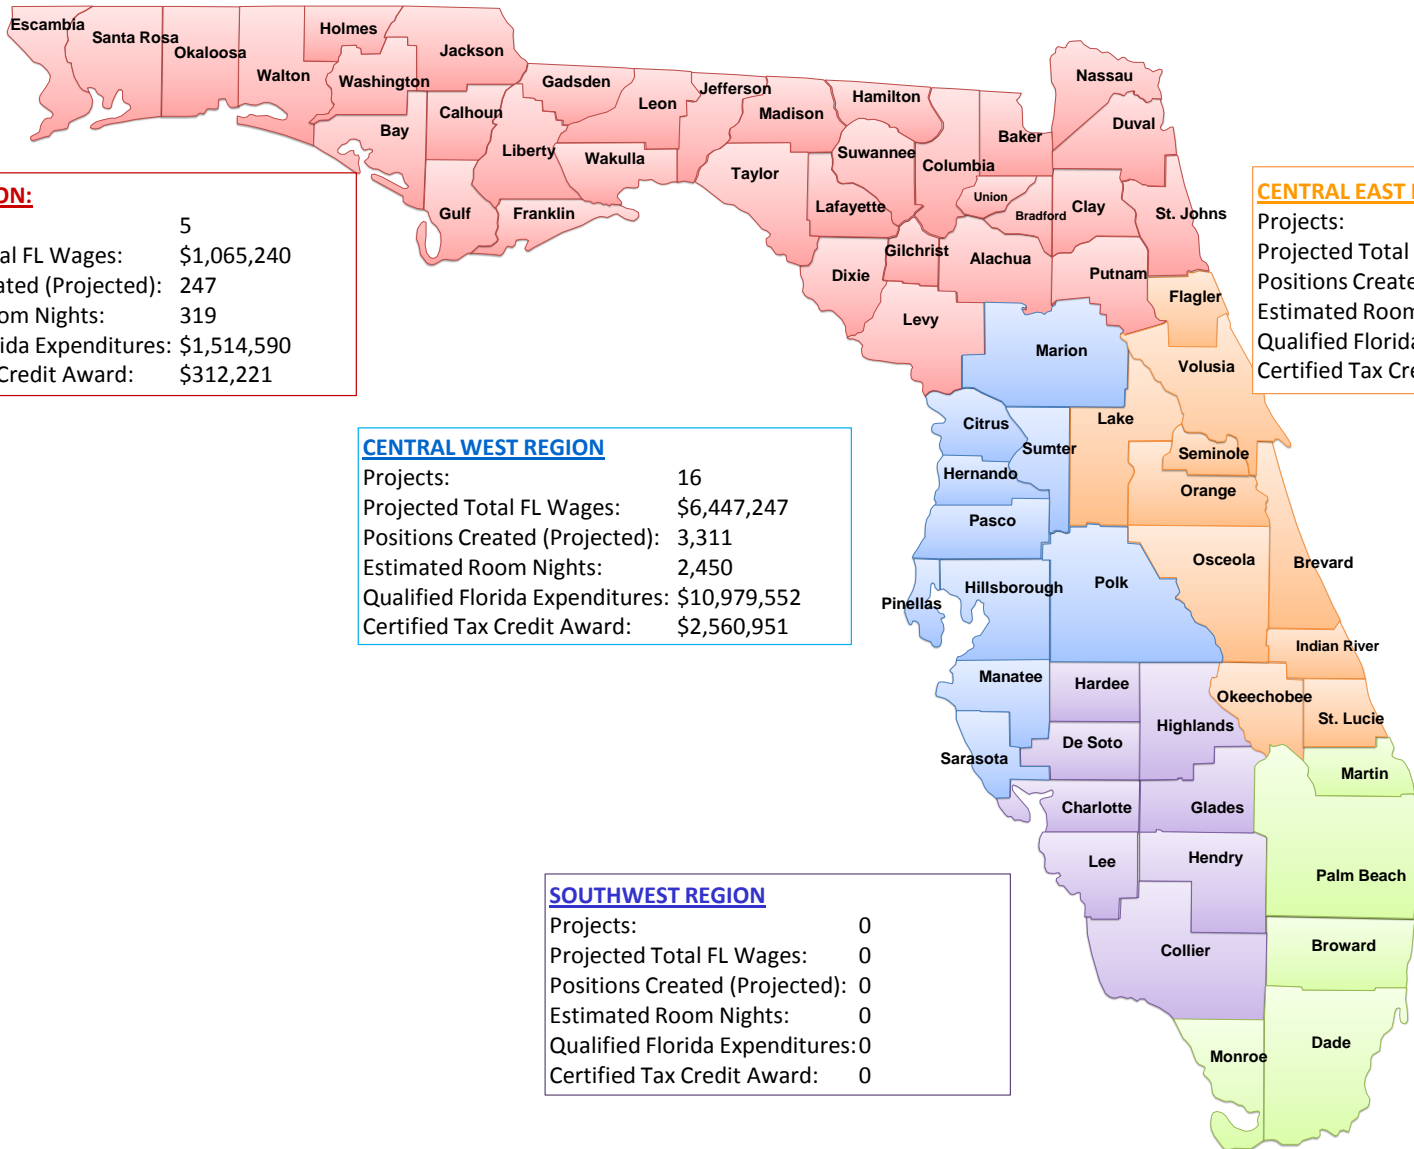 Escambia
Santa Rosa
Okaloosa
Walton
Holmes
Washington
Jackson
Bay
Calhoun
Gulf
Gadsden
Liberty
Franklin
Leon
Wakulla
Jefferson
Madison
Taylor
Hamilton
Suwannee
Lafayette
Dixie
Columbia
Gilchrist
Levy
Baker
Union
Bradford
Alachua
Nassau
Duval
Clay
St. Johns
Putnam
Flagler
Marion
Volusia
Citrus
Sumter
Lake
Hernando
Seminole
Orange
Pasco
Osceola
Brevard
Pinellas
Hillsborough
Polk
Indian River
Manatee
Hardee
Okeechobee
St. Lucie
Highlands
De Soto
Sarasota
Martin
Charlotte
Glades
Lee
Hendry
Palm Beach
Collier
Broward
Monroe
Dade
ON:
5
al FL Wages: $1,065,240
ated (Projected): 247
om Nights: 319
rida Expenditures: $1,514,590
Credit Award: $312,221
CENTRAL EAST
Projects:
Projected Total
Positions Create
Estimated Room
Qualified Florida
Certified Tax Cre
CENTRAL WEST REGION
Projects: 16
Projected Total FL Wages: $6,447,247
Positions Created (Projected): 3,311
Estimated Room Nights: 2,450
Qualified Florida Expenditures: $10,979,552
Certified Tax Credit Award: $2,560,951
SOUTHWEST REGION
Projects: 0
Projected Total FL Wages: 0
Positions Created (Projected): 0
Estimated Room Nights: 0
Qualified Florida Expenditures: 0
Certified Tax Credit Award: 0